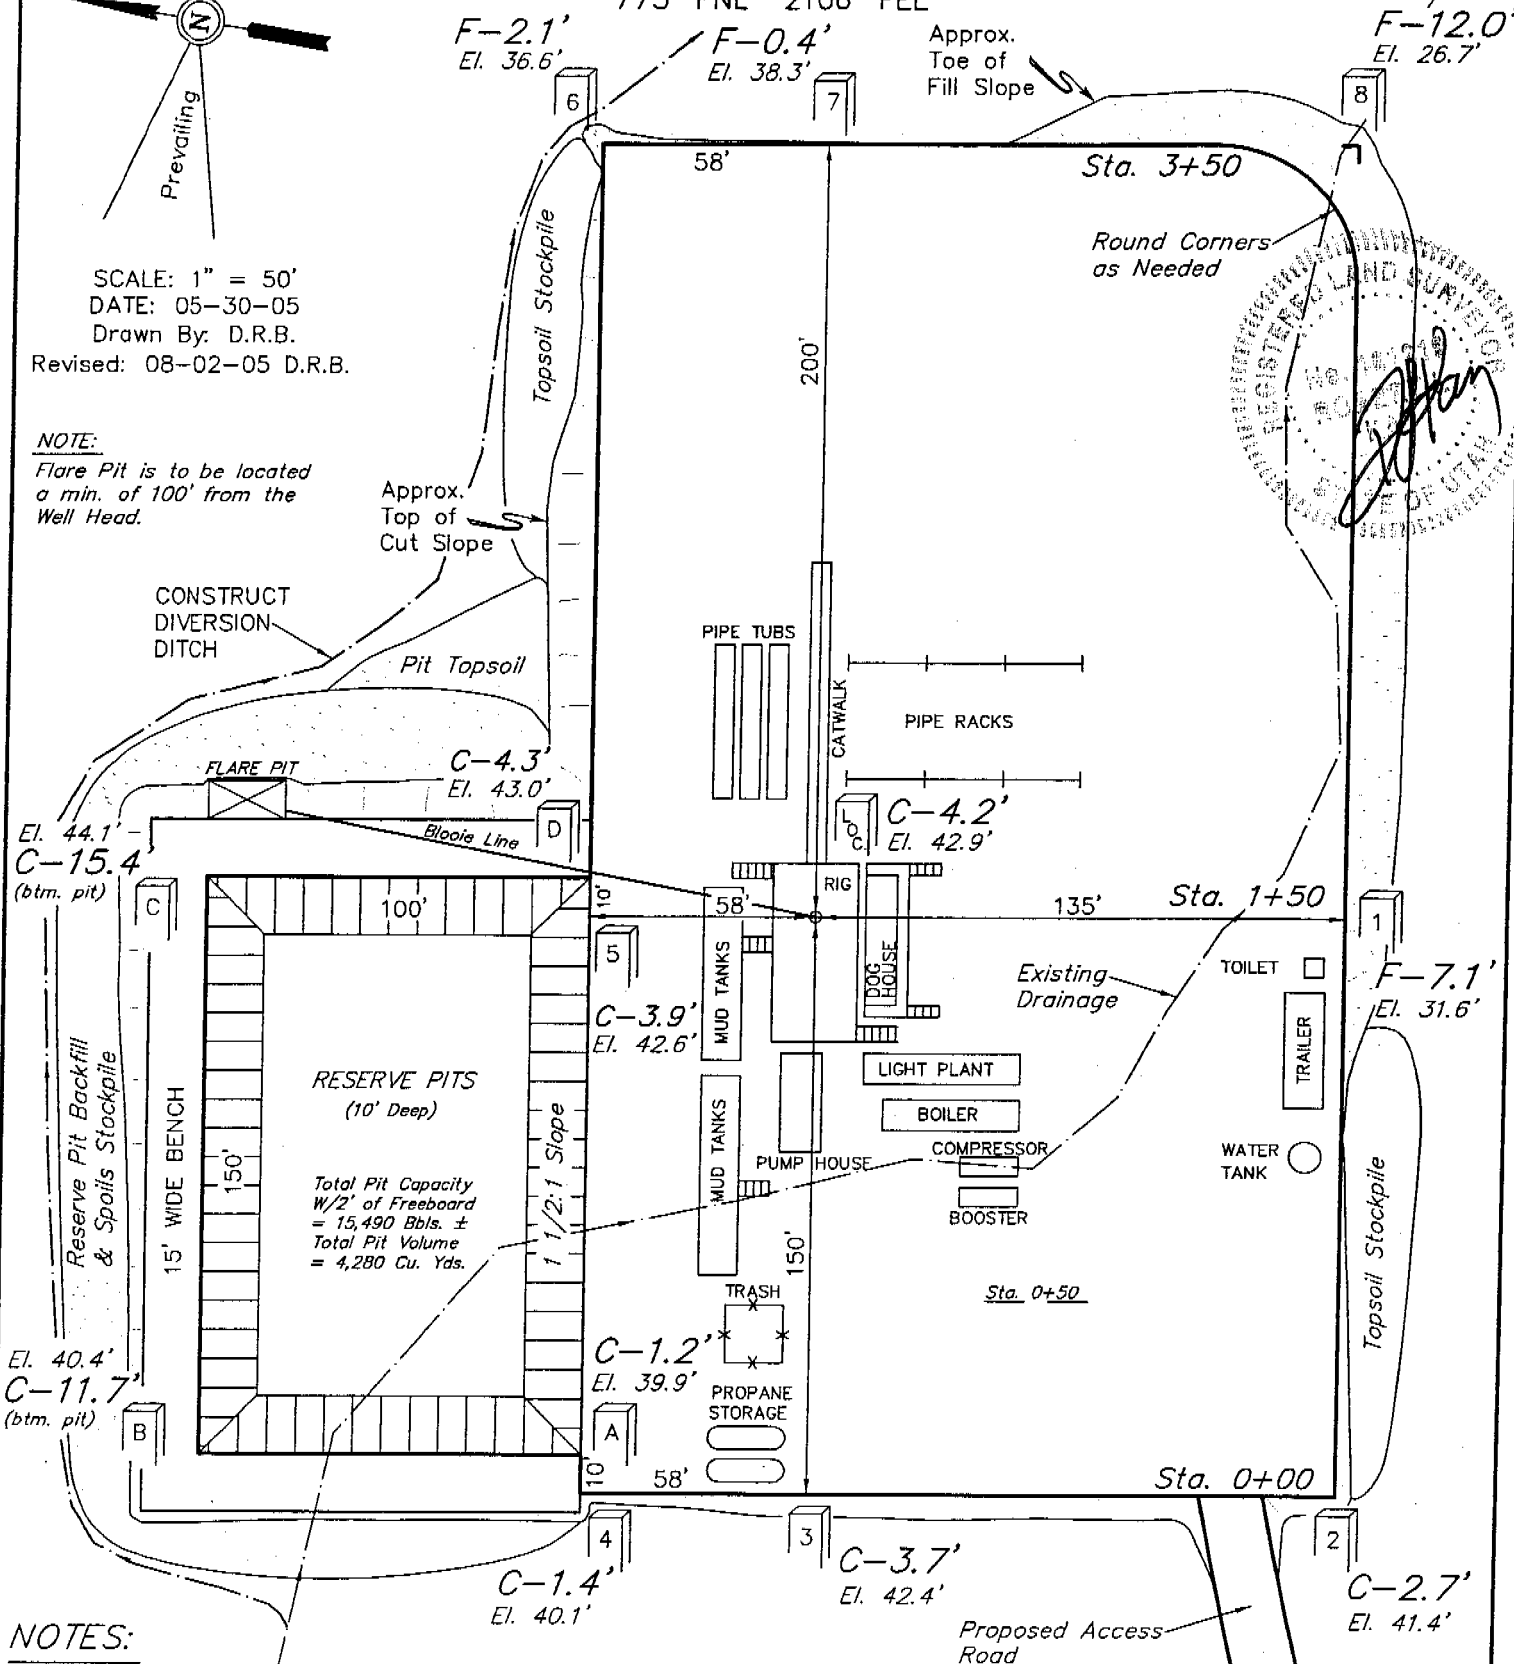 775' FNL 2108' FEL
N
Prevailing
F-2.1'
El. 36.6'
6
F-0.4'
El. 38.3'
7
Approx.
Toe of
Fill Slope
F-12.0'
El. 26.7'
8
58'
Sta. 3+50
Round Corners
as Needed
SCALE: 1" = 50'
DATE: 05-30-05
Drawn By: D.R.B.
Revised: 08-02-05 D.R.B.
Topsoil Stockpile
200'
REGISTERED LAND SURVEYOR
STATE OF UTAH
NOTE:
Flare Pit is to be located
a min. of 100' from the
Well Head.
Approx.
Top of
Cut Slope
CONSTRUCT
DIVERSION
DITCH
Pit Topsoil
PIPE TUBS
CATWALK
PIPE RACKS
FLARE PIT
C-4.3'
El. 43.0'
D
Blooie Line
LOC.
C-4.2'
El. 42.9'
El. 44.1'
C-15.4'
(btm. pit)
C
100'
10'
58'
RIG
135'
Sta. 1+50
1
5
MUD TANKS
DOG
HOUSE
Existing
Drainage
TOILET
F-7.1'
El. 31.6'
C-3.9'
El. 42.6'
TRAILER
Reserve Pit Backfill
& Spoils Stockpile
15' WIDE BENCH
RESERVE PITS
(10' Deep)
1 1/2:1 Slope
150'
MUD TANKS
LIGHT PLANT
BOILER
COMPRESSOR
PUMP HOUSE
BOOSTER
WATER
TANK
Total Pit Capacity
W/2' of Freeboard
= 15,490 Bbls. ±
Total Pit Volume
= 4,280 Cu. Yds.
150'
TRASH
Sta. 0+50
Topsoil Stockpile
El. 40.4'
C-11.7'
(btm. pit)
B
C-1.2'
El. 39.9'
A
PROPANE
STORAGE
10'
58'
Sta. 0+00
4
3
2
C-1.4'
El. 40.1'
C-3.7'
El. 42.4'
C-2.7'
El. 41.4'
Proposed Access
Road
NOTES: